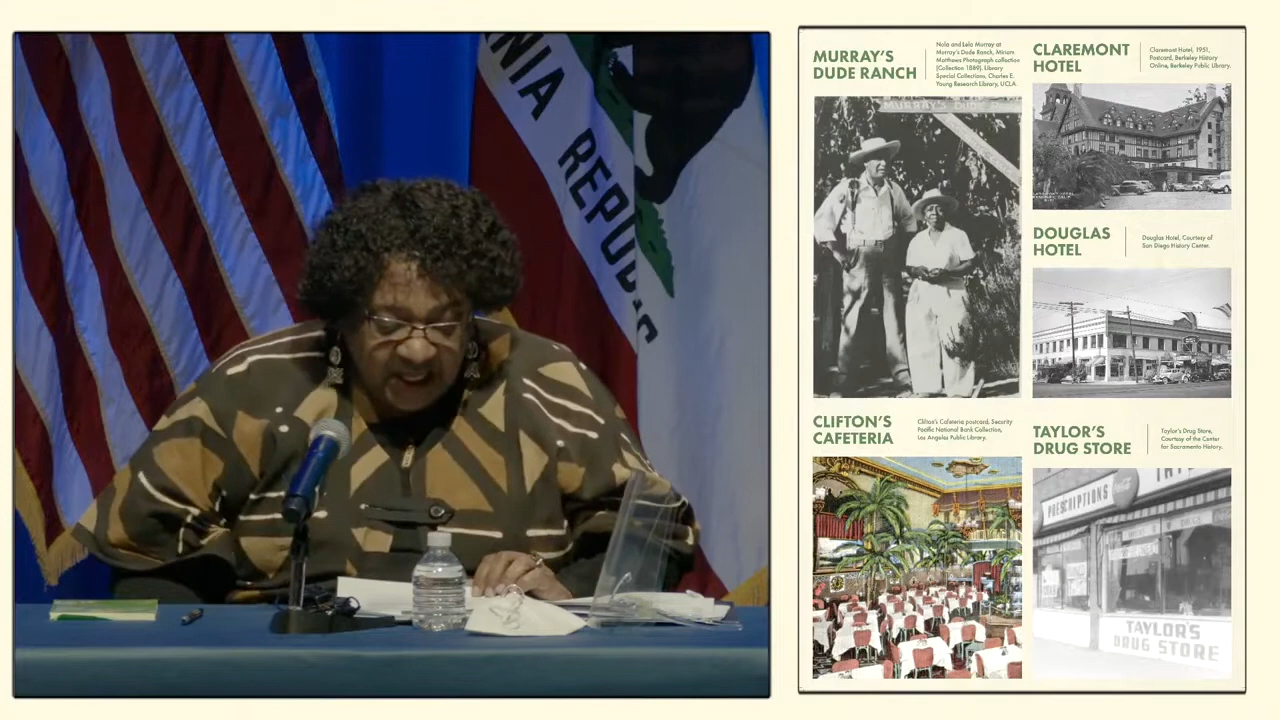 NIA REPUBLIC
MURRAY'S
DUDE RANCH
Nola and Lela Murray at
Murray's Dude Ranch, Miriam
Matthews Photograph collection
(Collection 1889), Library
Special Collections, Charles E.
Young Research Library, UCLA.
MURRAY'S DUDE
CLAREMONT
HOTEL
Claremont Hotel, 1951,
Postcard, Berkeley History
Online, Berkeley Public Library.
DOUGLAS
HOTEL
Douglas Hotel, Courtesy of
San Diego History Center.
CLIFTON'S
CAFETERIA
Clifton's Cafeteria postcard, Security
Pacific National Bank Collection,
Los Angeles Public Library.
TAYLOR'S
DRUG STORE
Taylor's Drug Store,
Courtesy of the Center
for Sacramento History.
PRESCRIPTIONS
TAYLOR'S
DRUG STORE